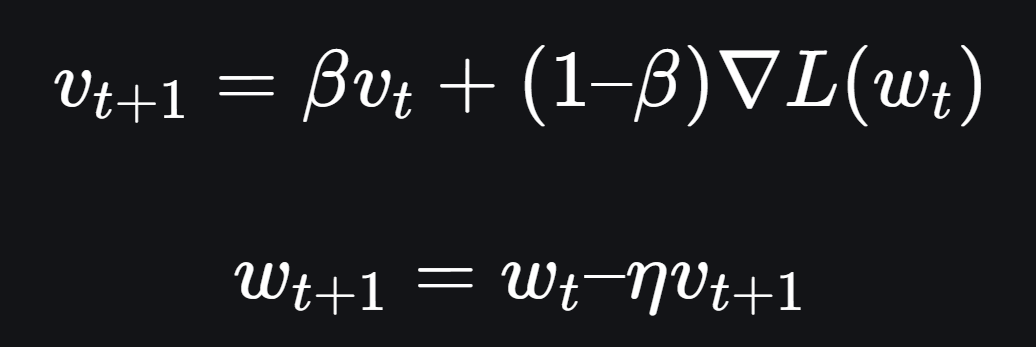 v_{t+1} = βv_t + (1–β)∇L(w_t)
w_{t+1} = w_t–ηv_{t+1}